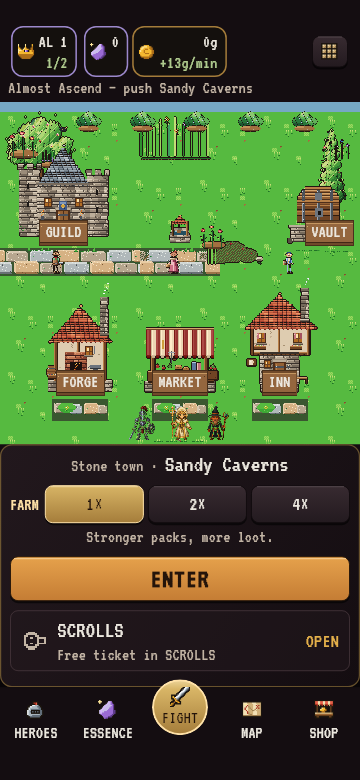 AL 1
1/2
0
0g
+13g/min
Almost Ascend – push Sandy Caverns
GUILD
VAULT
FORGE
MARKET
INN
Stone town · Sandy Caverns
FARM
1X
2X
4X
Stronger packs, more loot.
ENTER
SCROLLS
Free ticket in SCROLLS
OPEN
HEROES
ESSENCE
FIGHT
MAP
SHOP